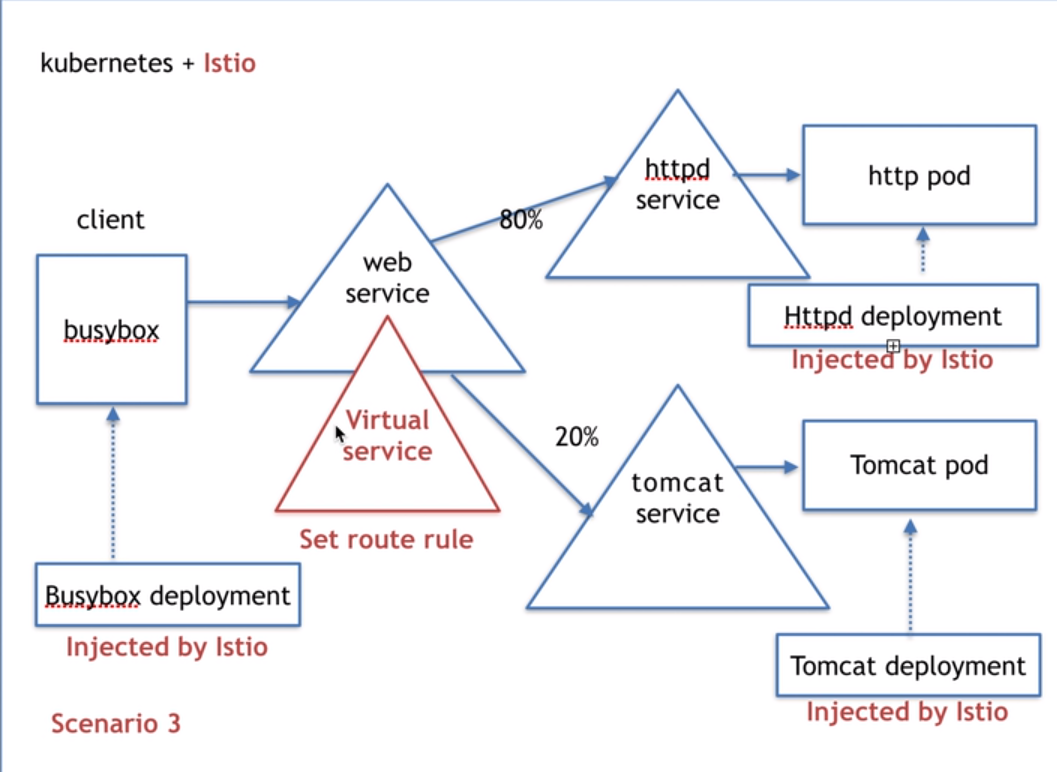 kubernetes + Istio
client
busybox
Busybox deployment
Injected by Istio
Scenario 3
web
service
Virtual
service
Set route rule
80%
20%
httpd
service
http pod
Httpd deployment
Injected by Istio
tomcat
service
Tomcat pod
Tomcat deployment
Injected by Istio